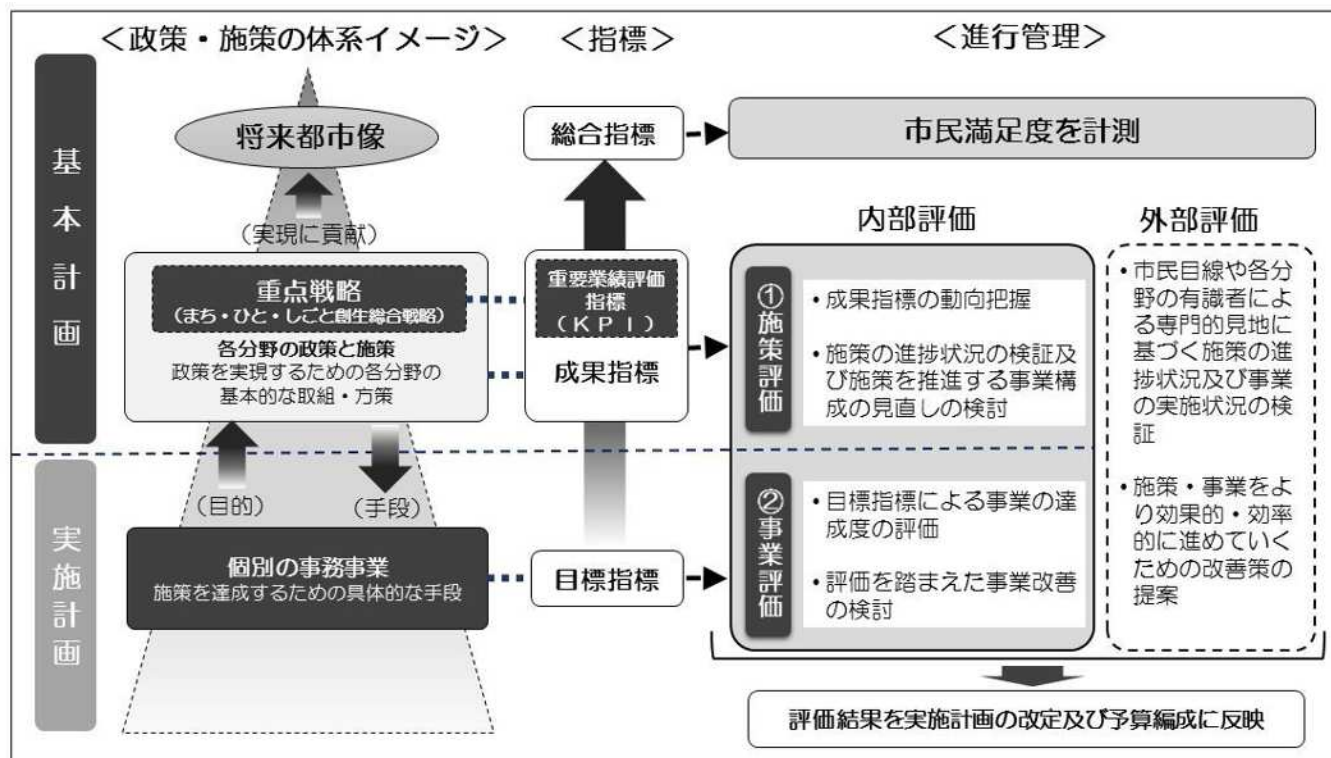 ＜政策・施策の体系イメージ＞
＜指標＞
＜進行管理＞
基本計画
将来都市像
（実現に貢献）
重点戦略
（まち・ひと・しごと創生総合戦略）
各分野の政策と施策
政策を実現するための各分野の
基本的な取組・方策
総合指標
重要業績評価
指標
（ＫＰＩ）
成果指標
市民満足度を計測
内部評価
①施策評価
・成果指標の動向把握
・施策の進捗状況の検証及
び施策を推進する事業構
成の見直しの検討
外部評価
・市民目線や各分
野の有識者によ
る専門的見地に
基づく施策の進
捗状況及び事業
の実施状況の検
証
・施策・事業をよ
り効果的・効率
的に進めていく
ための改善策の
提案
実施計画
（目的）
（手段）
個別の事務事業
施策を達成するための具体的な手段
目標指標
②事業評価
・目標指標による事業の達
成度の評価
・評価を踏まえた事業改善
の検討
評価結果を実施計画の改定及び予算編成に反映